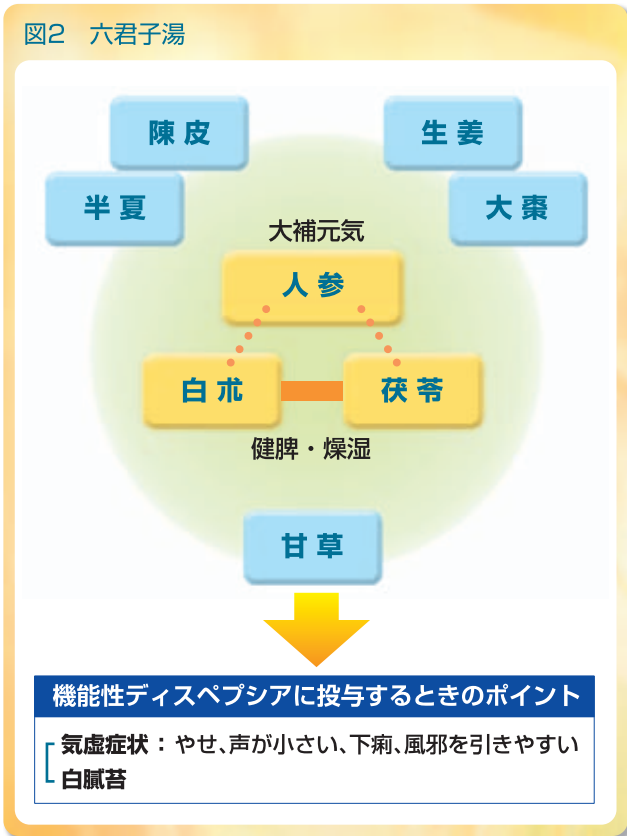 図2 六君子湯
陳皮
生姜
半夏
大棗
大補元気
人参
白朮
茯苓
健脾・燥湿
甘草
機能性ディスペプシアに投与するときのポイント
気虚症状：やせ、声が小さい、下痢、風邪を引きやすい
白膩苔